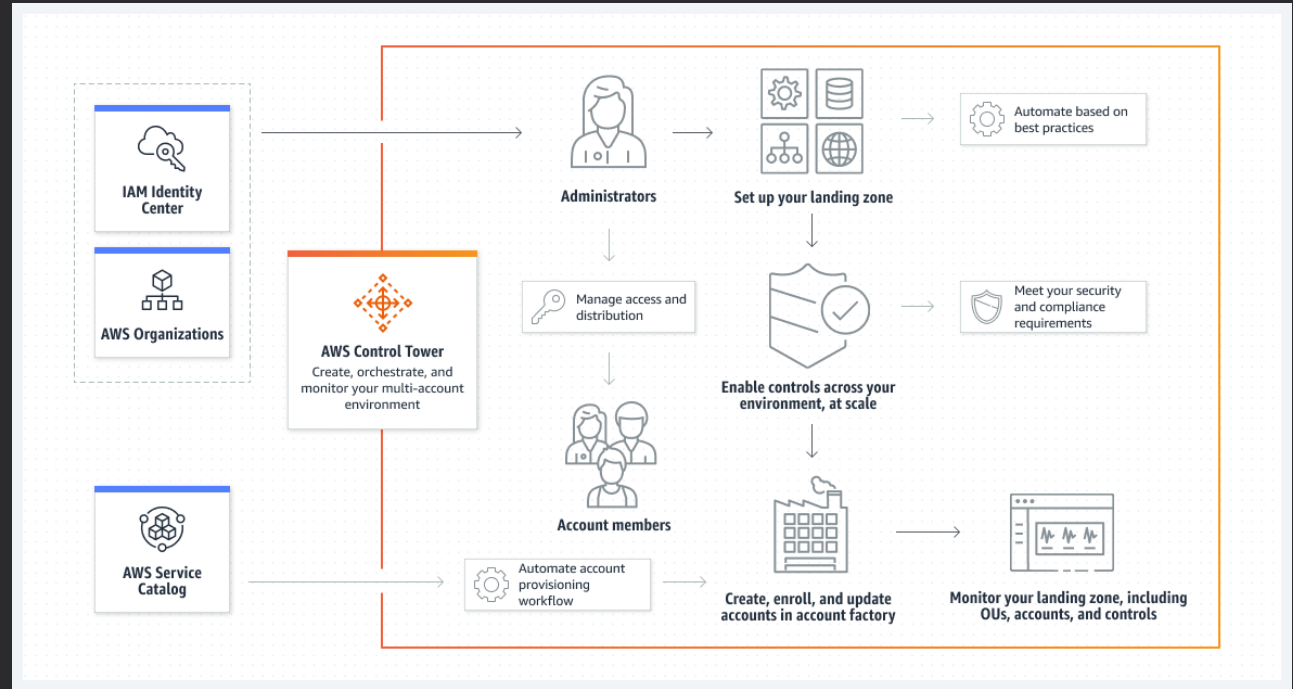 IAM Identity
Center
AWS Organizations
AWS Control Tower
Create, orchestrate, and
monitor your multi-account
environment
AWS Service
Catalog
Administrators
Set up your landing zone
Automate based on
best practices
Manage access and
distribution
Meet your security
and compliance
requirements
Enable controls across your
environment, at scale
Account members
Automate account
provisioning
workflow
Create, enroll, and update
accounts in account factory
Monitor your landing zone, including
OUs, accounts, and controls